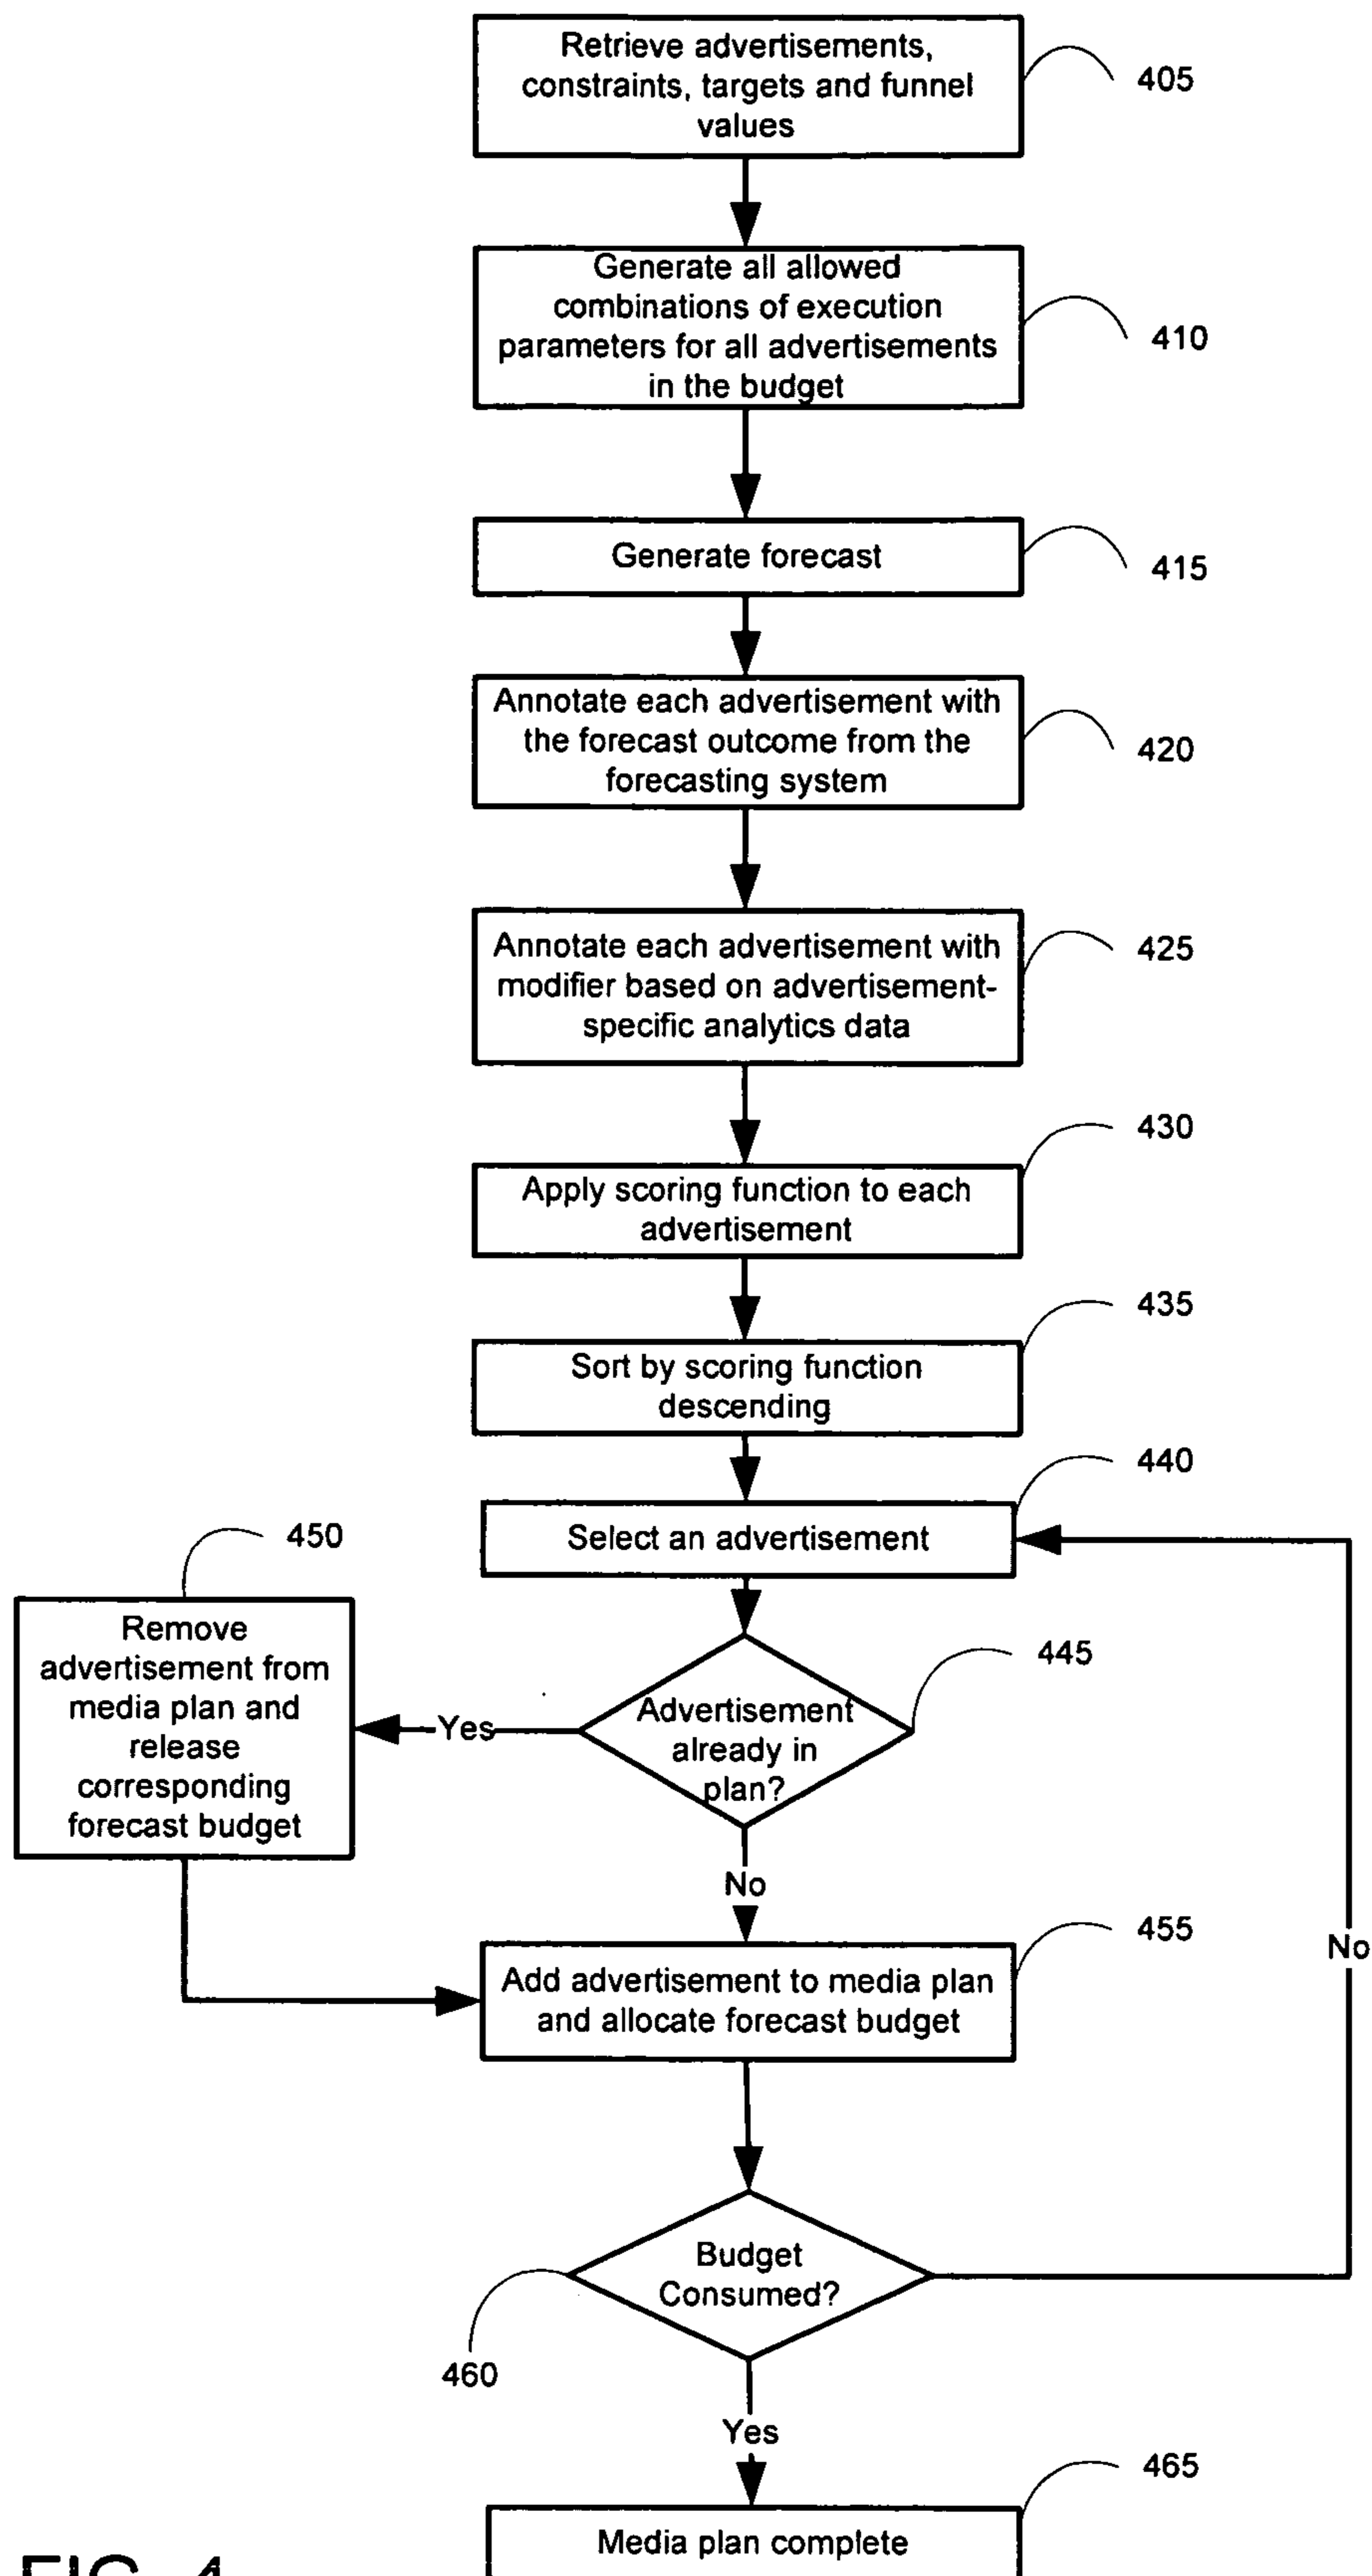 Retrieve advertisements,
constraints, targets and funnel
values
405
Generate all allowed
combinations of execution
parameters for all advertisements
in the budget
410
Generate forecast
415
Annotate each advertisement with
the forecast outcome from the
forecasting system
420
Annotate each advertisement with
modifier based on advertisement-
specific analytics data
425
430
Apply scoring function to each
advertisement
435
Sort by scoring function
descending
440
Select an advertisement
450
Remove
advertisement from
media plan and
release
corresponding
forecast budget
Yes
445
Advertisement
already in
plan?
No
455
Add advertisement to media plan
and allocate forecast budget
No
Budget
Consumed?
460
Yes
465
Media plan complete
FIG. 4